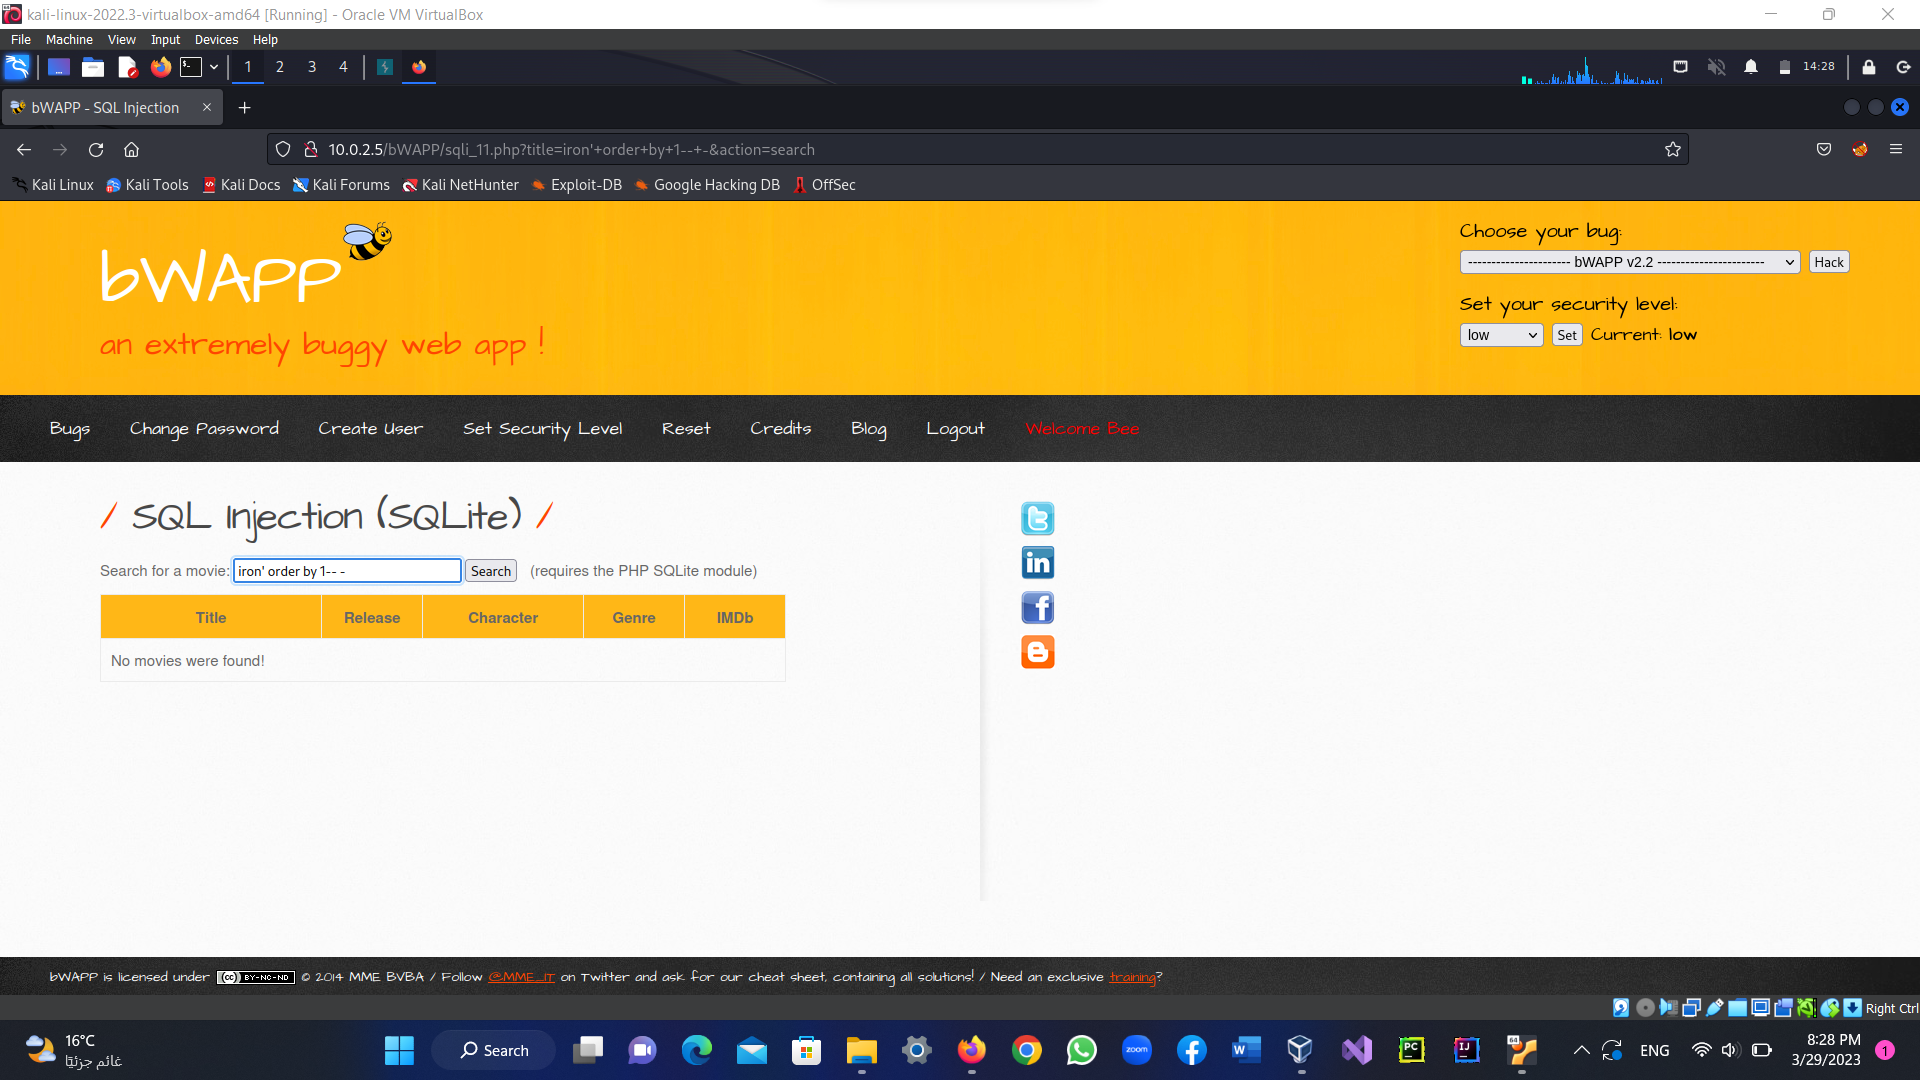 kali-linux-2022.3-virtualbox-amd64 [Running] - Oracle VM VirtualBox
File Machine View Input Devices Help
1 2 3 4 14:28
bWAPP - SQL Injection
10.0.2.5/bWAPP/sqli_11.php?title=iron'+order+by+1--+-&action=search
Kali Linux Kali Tools Kali Docs Kali Forums Kali NetHunter Exploit-DB Google Hacking DB OffSec
bWAPP
an extremely buggy web app !
Choose your bug:
---------------------- bWAPP v2.2 ----------------------- Hack
Set your security level:
low Set Current: low
Bugs Change Password Create User Set Security Level Reset Credits Blog Logout Welcome Bee
/ SQL Injection (SQLite) /
Search for a movie: iron' order by 1-- - Search (requires the PHP SQLite module)
Title Release Character Genre IMDb
No movies were found!
bWAPP is licensed under (cc) BY-NC-ND © 2014 MME BVBA / Follow @MME_IT on Twitter and ask for our cheat sheet, containing all solutions! / Need an exclusive training?
Right Ctrl
16°C
غائم جزئيًا
Search
zoom
PC
IJ
64
ENG
8:28 PM
3/29/2023
1